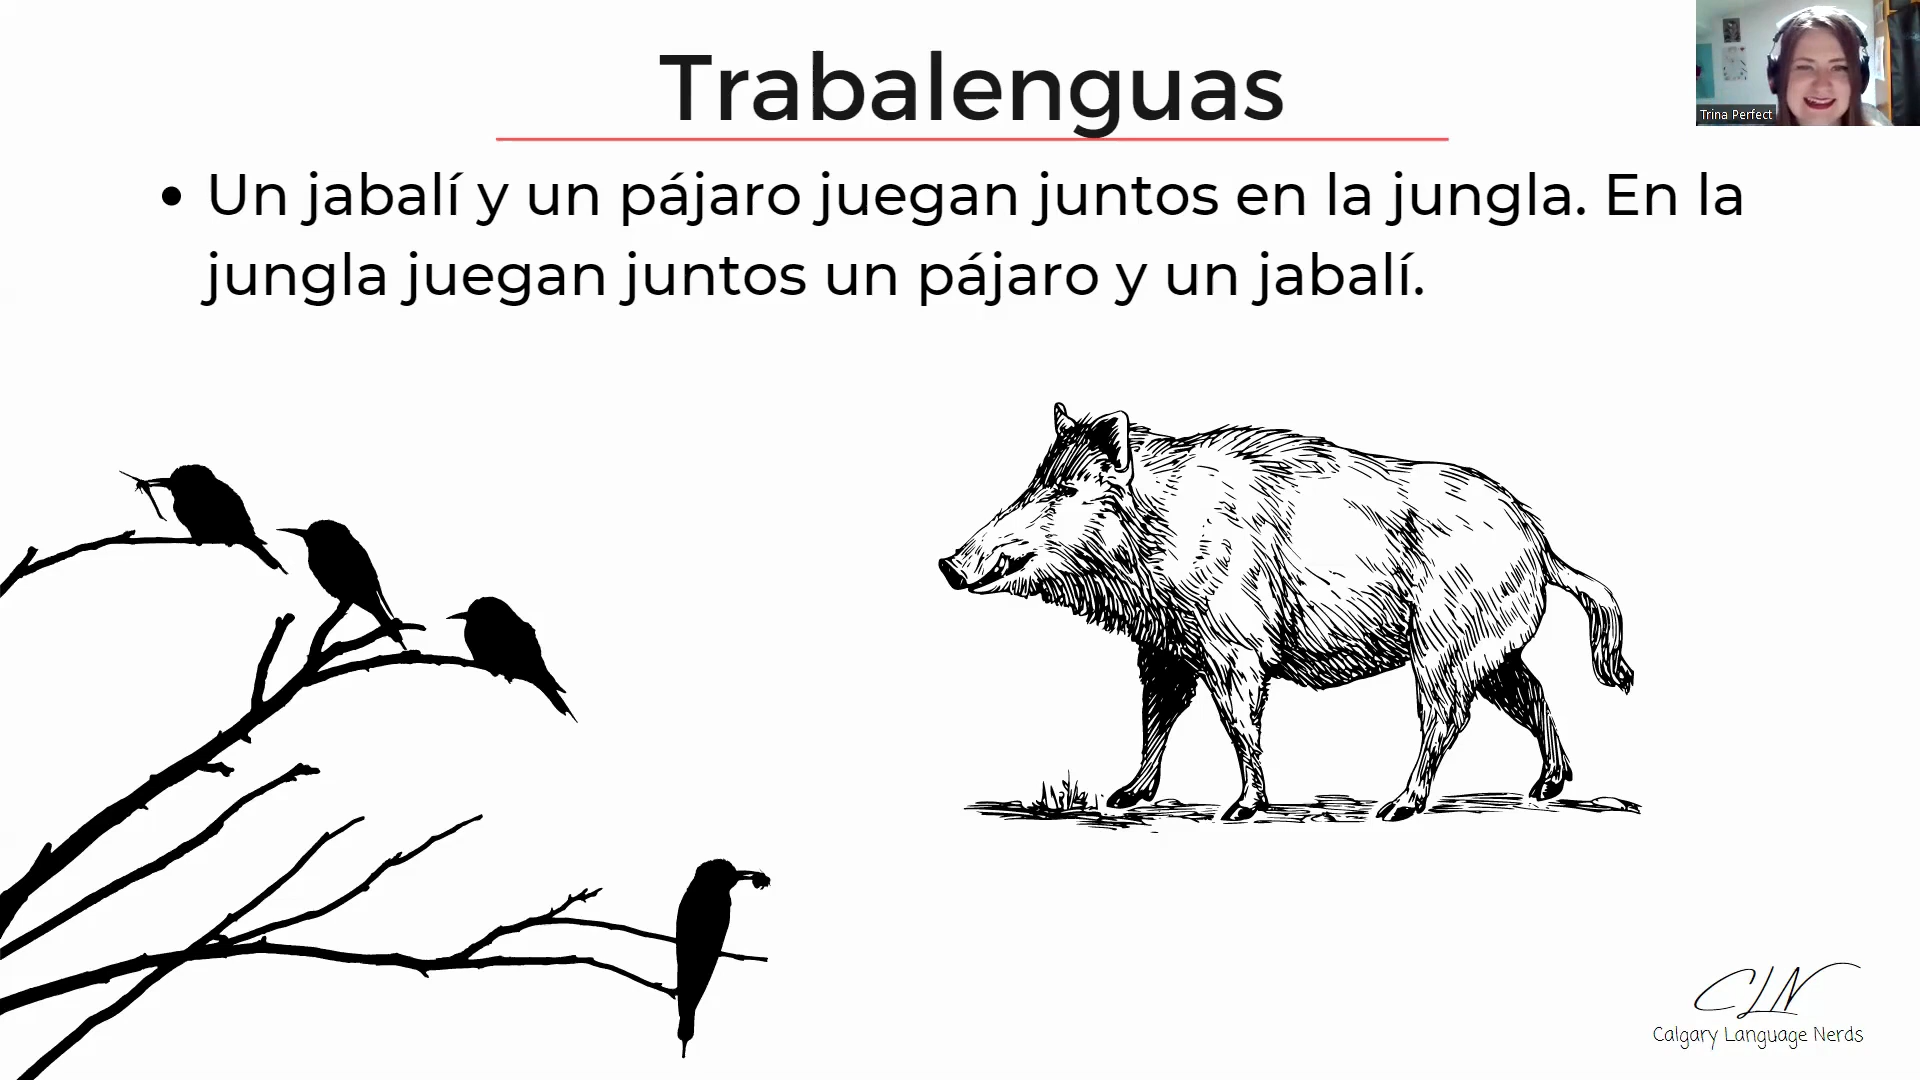 Trabalenguas
Trina Perfect
• Un jabalí y un pájaro juegan juntos en la jungla. En la
jungla juegan juntos un pájaro y un jabalí.
CLN
Calgary Language Nerds